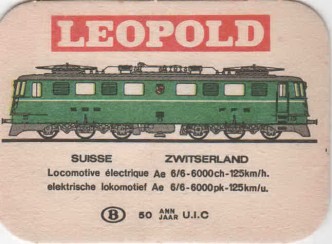 LEOPOLD
SUISSE ZWITSERLAND
Locomotive électrique Ae 6/6-6000ch-125km/h.
elektrische lokomotief Ae 6/6-6000pk-125km/u.
B 50 ANN JAAR U.I.C